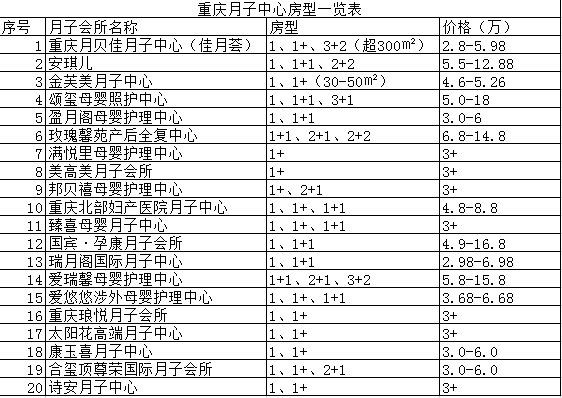 重庆月子中心房型一览表
序号 月子会所名称 房型 价格（万）
1 重庆月贝佳月子中心（佳月荟） 1、1+、3+2（超300㎡） 2.8-5.98
2 安琪儿 1、1+1、2+2 5.5-12.88
3 金芙美月子中心 1、1+（30-50㎡） 4.6-5.26
4 颂玺母婴照护中心 1、1+1、3+1 5.0-18
5 盈月阁母婴护理中心 1、1+1 3.0-6
6 玫瑰馨苑产后全复中心 1+1、2+1、2+2 6.8-14.8
7 满悦里母婴护理中心 1+ 3+
8 美高美月子会所 1+ 3+
9 邦贝禧母婴护理中心 1+、2+1 3+
10 重庆北部妇产医院月子中心 1、1+、1+1 4.8-8.8
11 臻喜母婴月子中心 1、1+、1+1 3+
12 国宾·孕康月子会所 1、1+1 4.9-16.8
13 瑞月阁国际月子中心 1、1+1 2.98-6.98
14 爱瑞馨母婴护理中心 1+1、2+1、3+2 5.8-15.8
15 爱悠悠涉外母婴护理中心 1、1+、1+1 3.68-6.68
16 重庆琅悦月子会所 1、1+ 3+
17 太阳花高端月子中心 1、1+ 3+
18 康玉喜月子中心 1、1+ 3.0-6.0
19 合玺顶尊荣国际月子会所 1、1+、2+1 3.0-6.0
20 诗安月子中心 1、1+ 3+